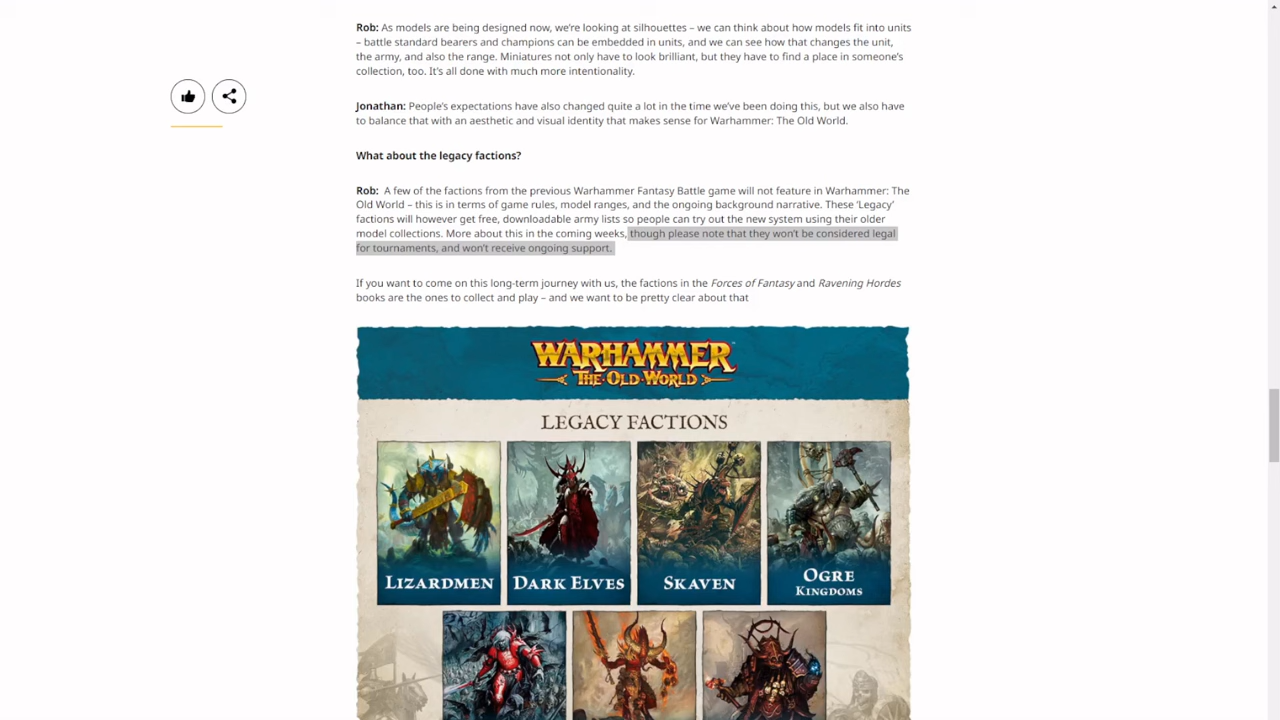 Rob: As models are being designed now, we’re looking at silhouettes – we can think about how models fit into units
– battle standard bearers and champions can be embedded in units, and we can see how that changes the unit,
the army, and also the range. Miniatures not only have to look brilliant, but they have to find a place in someone’s
collection, too. It’s all done with much more intentionality.
Jonathan: People’s expectations have also changed quite a lot in the time we’ve been doing this, but we also have
to balance that with an aesthetic and visual identity that makes sense for Warhammer: The Old World.
What about the legacy factions?
Rob:  A few of the factions from the previous Warhammer Fantasy Battle game will not feature in Warhammer: The
Old World – this is in terms of game rules, model ranges, and the ongoing background narrative. These ‘Legacy’
factions will however get free, downloadable army lists so people can try out the new system using their older
model collections. More about this in the coming weeks, though please note that they won’t be considered legal
for tournaments, and won’t receive ongoing support.
If you want to come on this long-term journey with us, the factions in the Forces of Fantasy and Ravening Hordes
books are the ones to collect and play – and we want to be pretty clear about that
WARHAMMER
THE OLD WORLD
LEGACY FACTIONS
LIZARDMEN
DARK ELVES
SKAVEN
OGRE
KINGDOMS